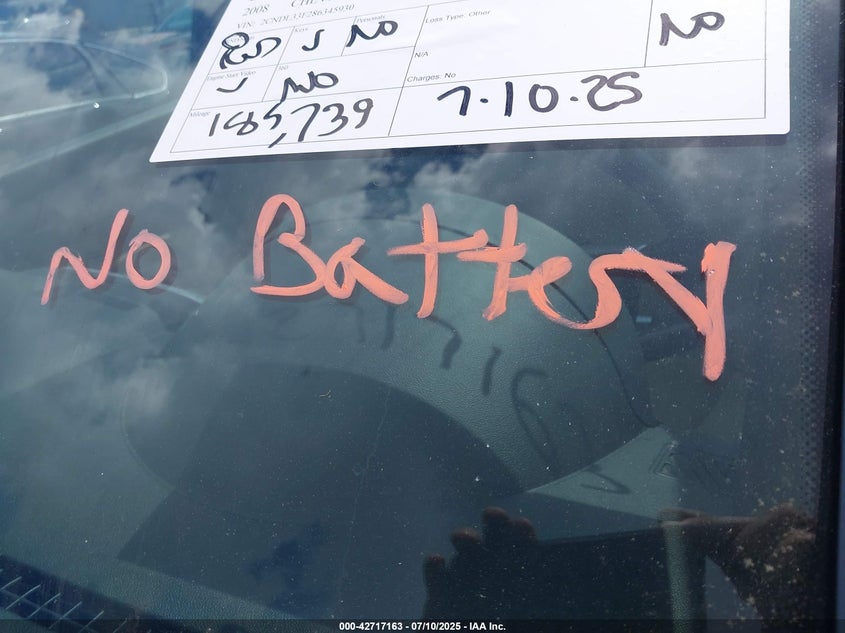 2008
VIN: 2CNDL33F286345930
Keys
Personals
Loss Type: Other
Run
NO
NO
N/A
Engine Start Video
NO
Charges: No
Mileage
185,739
7.10.25
No Battery
000-42717163 - 07/10/2025 - IAA Inc.